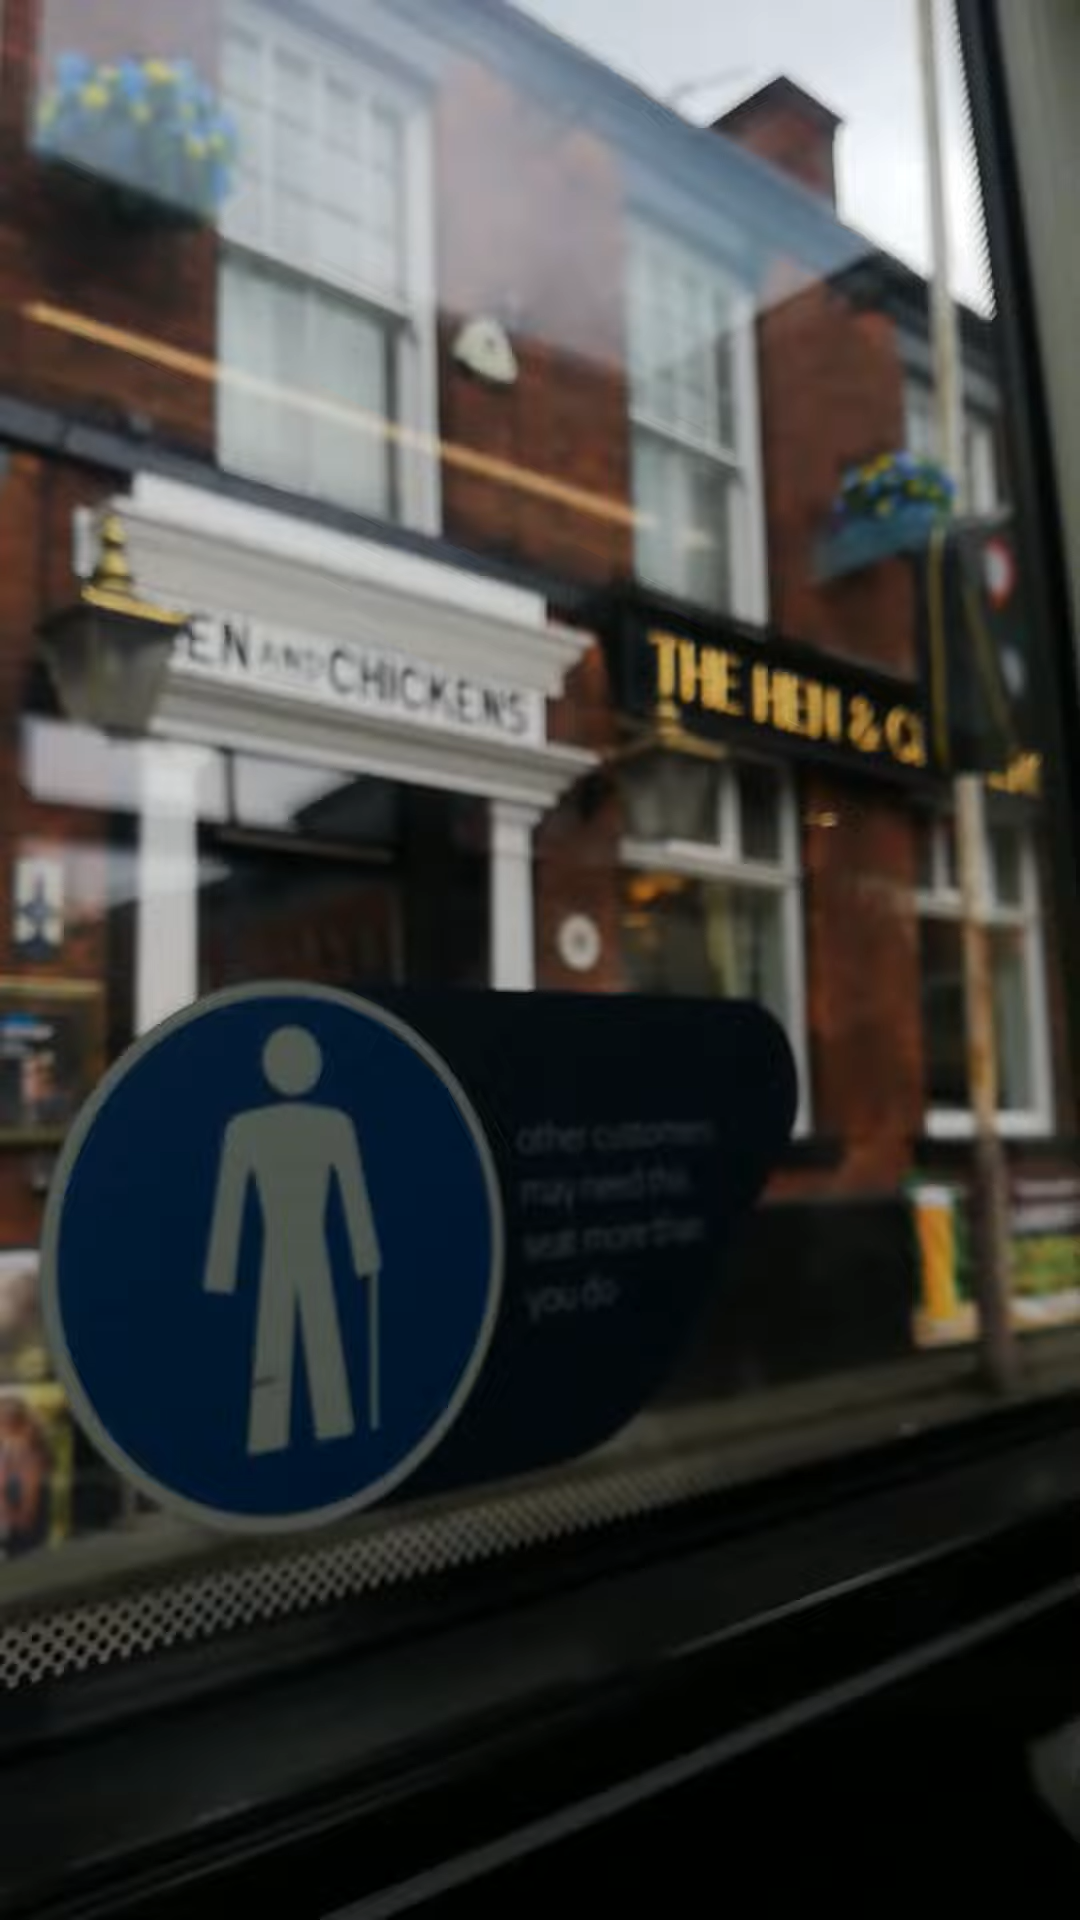 EN AND CHICKENS
THE HEN &
other customers
may need this
seat more than
you do